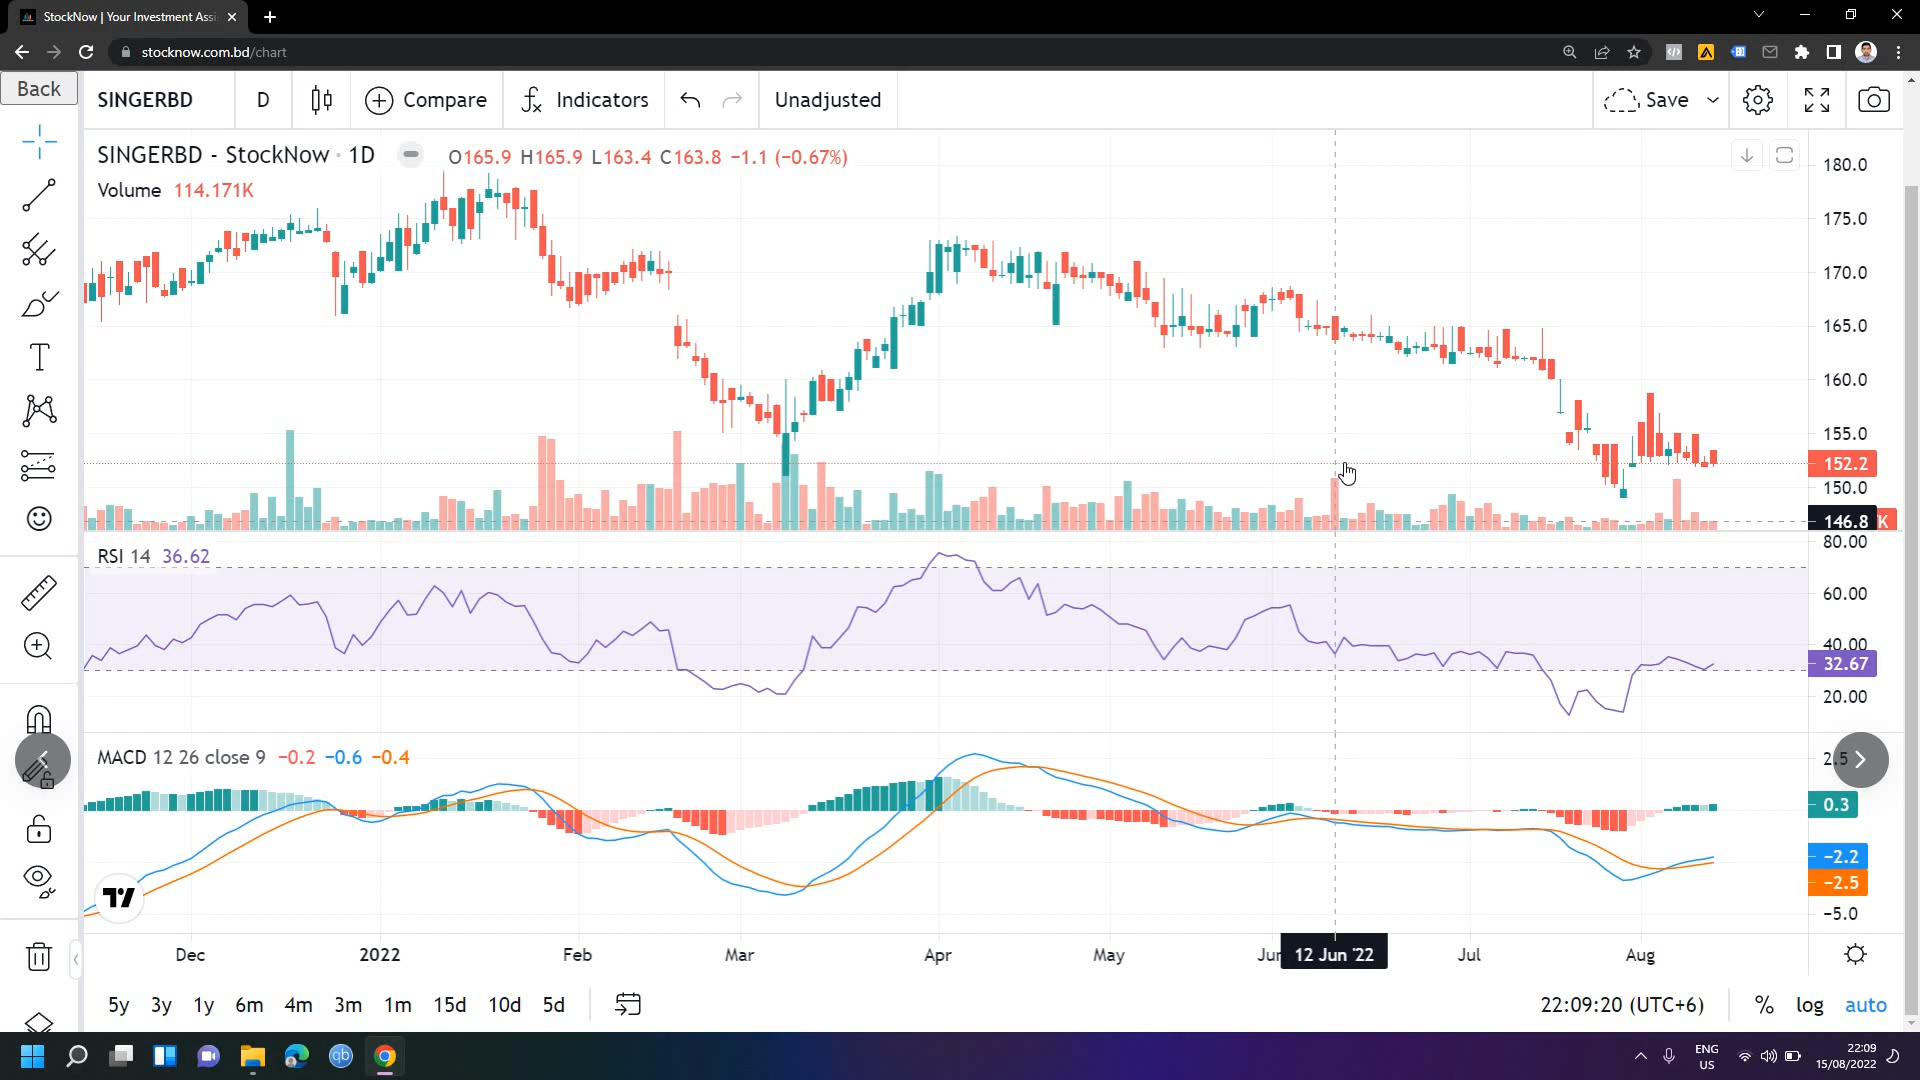 StockNow | Your Investment Assi
stocknow.com.bd/chart
Back
SINGERBD D Compare Indicators Unadjusted Save
SINGERBD - StockNow · 1D O165.9 H165.9 L163.4 C163.8 −1.1 (−0.67%)
Volume 114.171K
180.0
175.0
170.0
165.0
160.0
155.0
152.2
150.0
146.8 K
RSI 14 36.62
80.00
60.00
40.00
32.67
20.00
MACD 12 26 close 9 −0.2 −0.6 −0.4
2.5
0.3
−2.2
−2.5
−5.0
Dec 2022 Feb Mar Apr May Jun 12 Jun '22 Jul Aug
5y 3y 1y 6m 4m 3m 1m 15d 10d 5d 22:09:20 (UTC+6) % log auto
qb
ENG
US
22:09
15/08/2022